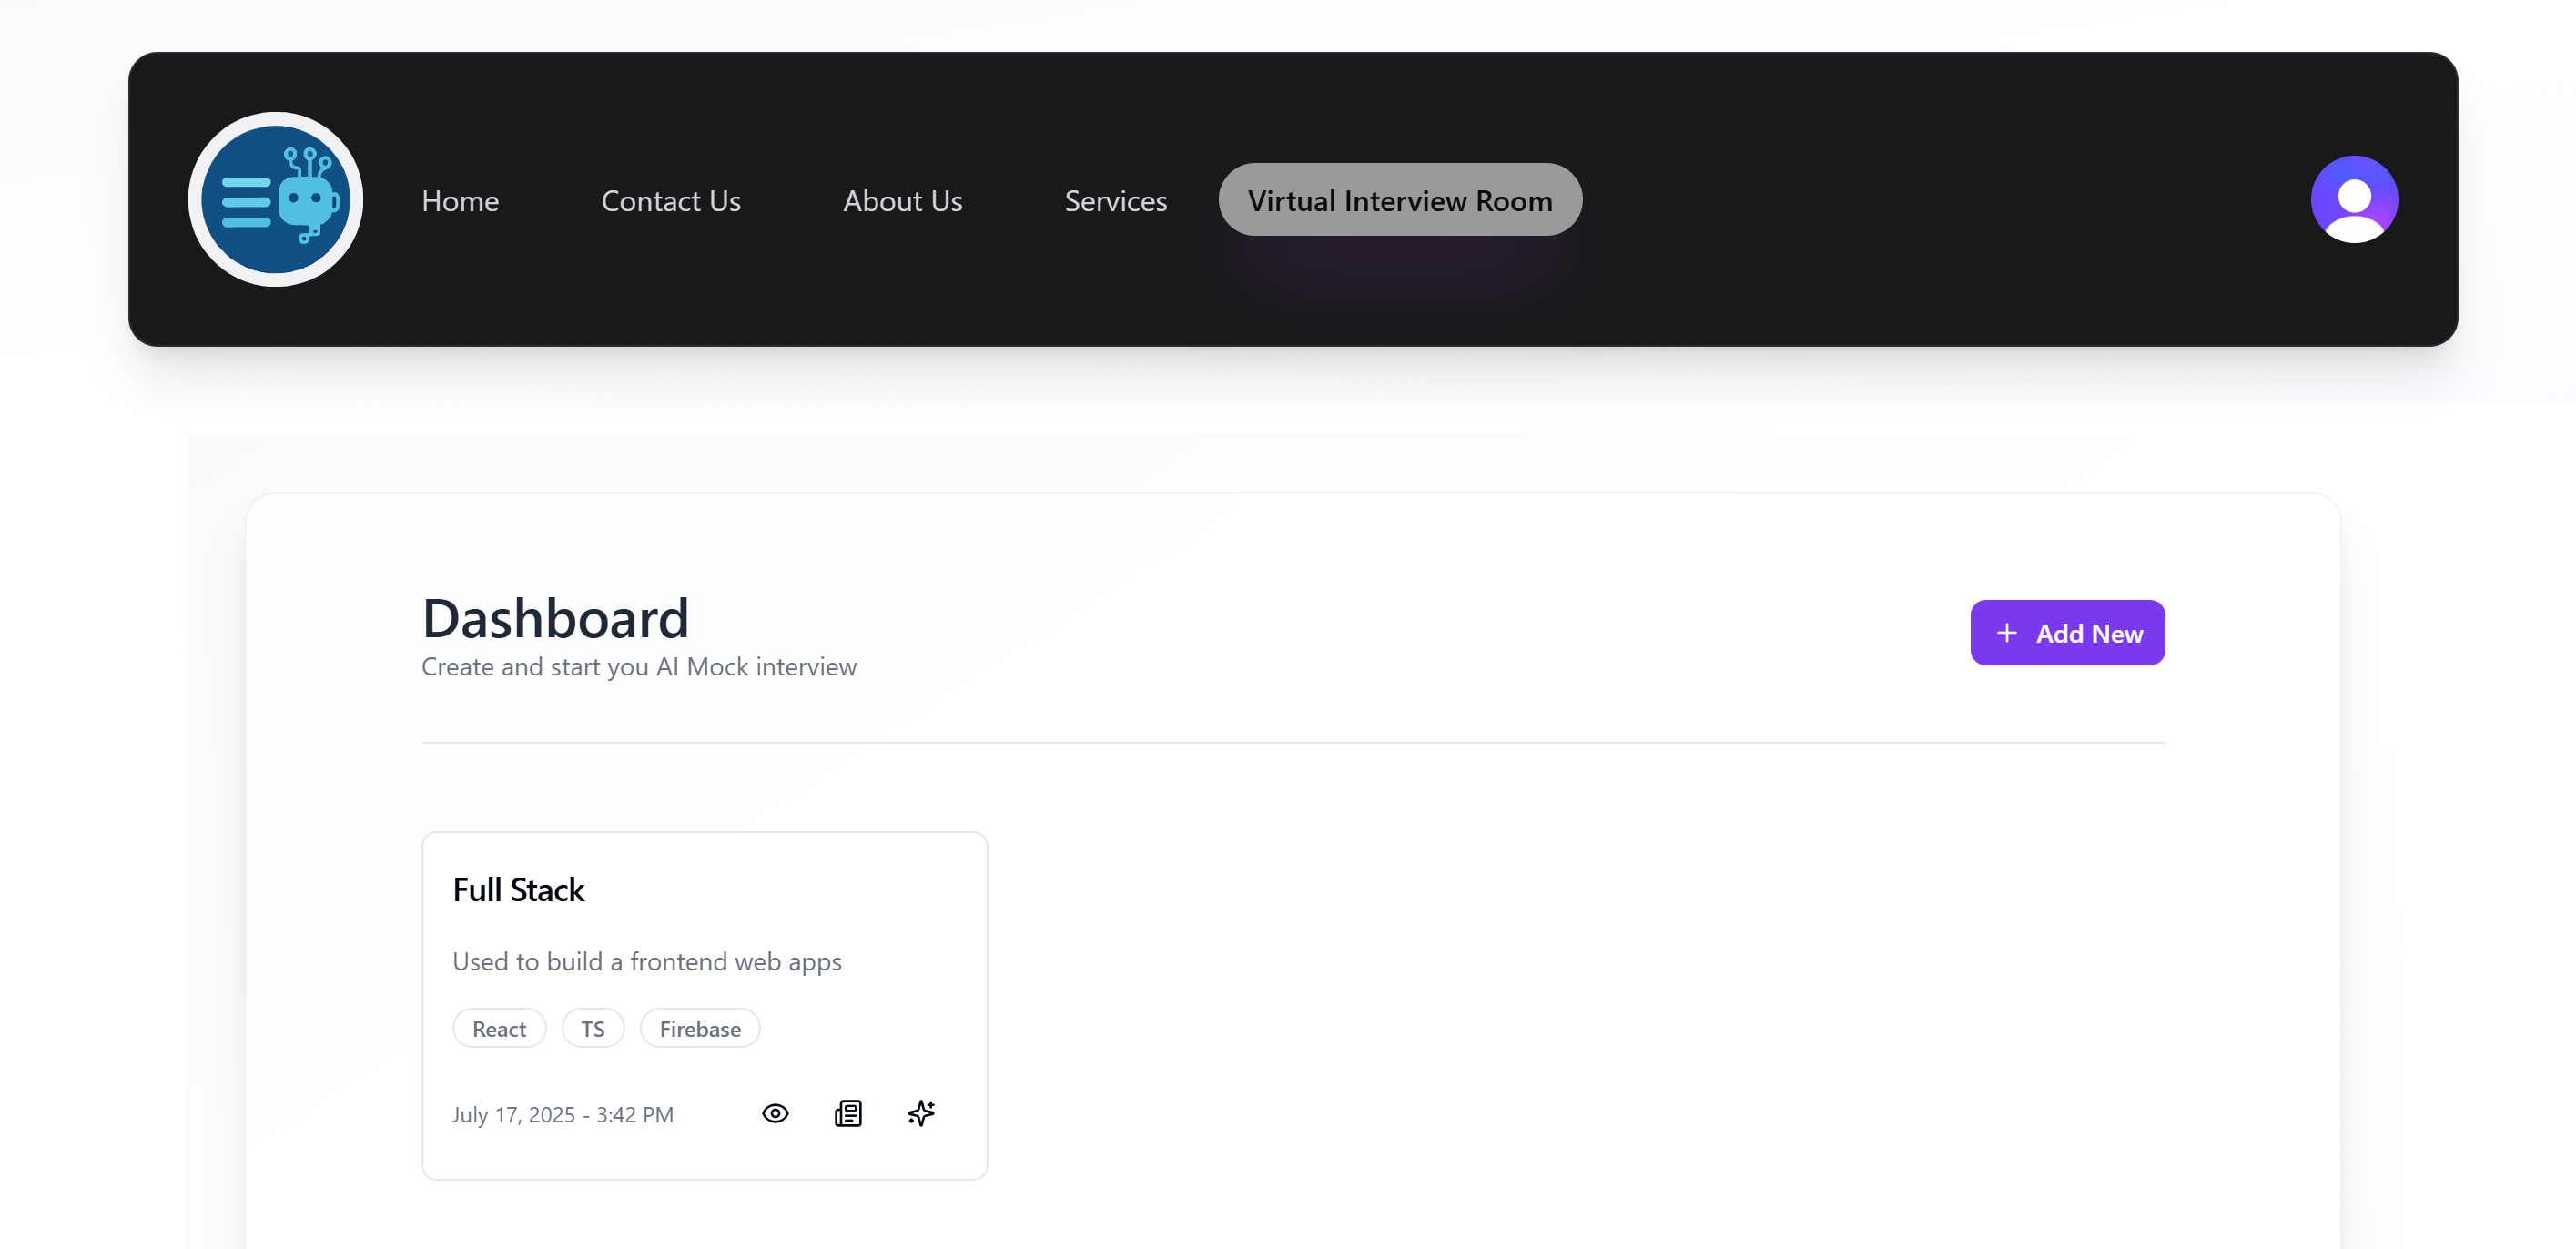 Home Contact Us About Us Services Virtual Interview Room
Dashboard
Create and start you AI Mock interview
+ Add New
Full Stack
Used to build a frontend web apps
React TS Firebase
July 17, 2025 - 3:42 PM